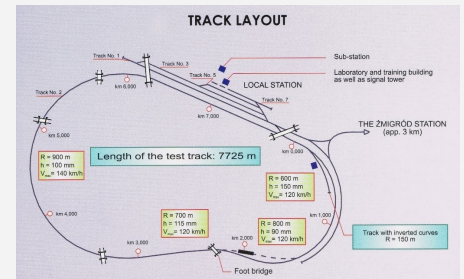 TRACK LAYOUT
Track No. 1
Track No. 3
Track No. 5
Sub-station
Laboratory and training building
as well as signal tower
LOCAL STATION
Track No. 2
km 6,000
Track No. 7
km 7,000
THE ŻMIGRÓD STATION
(app. 3 km)
km 5,000
km 0,000
Length of the test track: 7725 m
R = 900 m
h = 100 mm
Vmax= 140 km/h
R = 600 m
h = 150 mm
Vmax= 120 km/h
R = 700 m
h = 115 mm
Vmax= 120 km/h
R = 800 m
h = 90 mm
Vmax= 120 km/h
km 4,000
km 1,000
Track with inverted curves
R = 150 m
km 3,000
km 2,000
Foot bridge